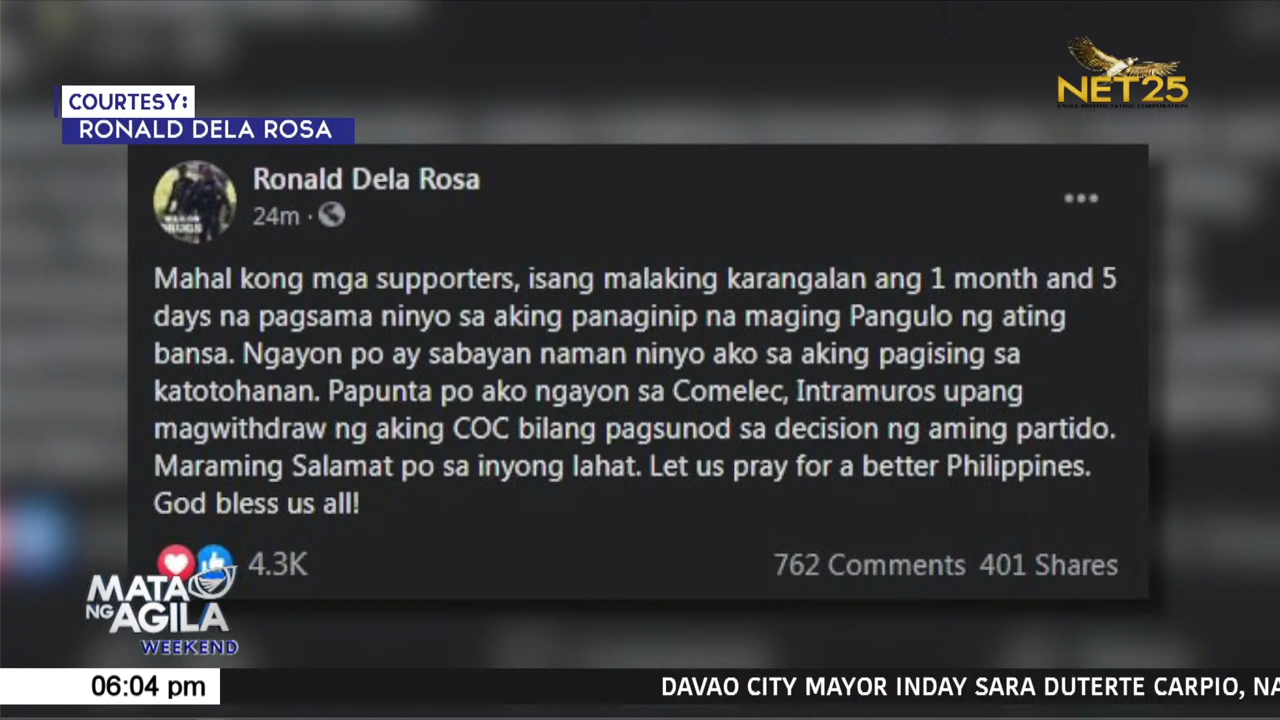 NET25
EAGLE BROADCASTING CORPORATION
COURTESY:
RONALD DELA ROSA
Ronald Dela Rosa
24m ·
Mahal kong mga supporters, isang malaking karangalan ang 1 month and 5
days na pagsama ninyo sa aking panaginip na maging Pangulo ng ating
bansa. Ngayon po ay sabayan naman ninyo ako sa aking pagising sa
katotohanan. Papunta po ako ngayon sa Comelec, Intramuros upang
magwithdraw ng aking COC bilang pagsunod sa decision ng aming partido.
Maraming Salamat po sa inyong lahat. Let us pray for a better Philippines.
God bless us all!
4.3K
762 Comments 401 Shares
MATA
NG AGILA
WEEKEND
06:04 pm
DAVAO CITY MAYOR INDAY SARA DUTERTE CARPIO, NA